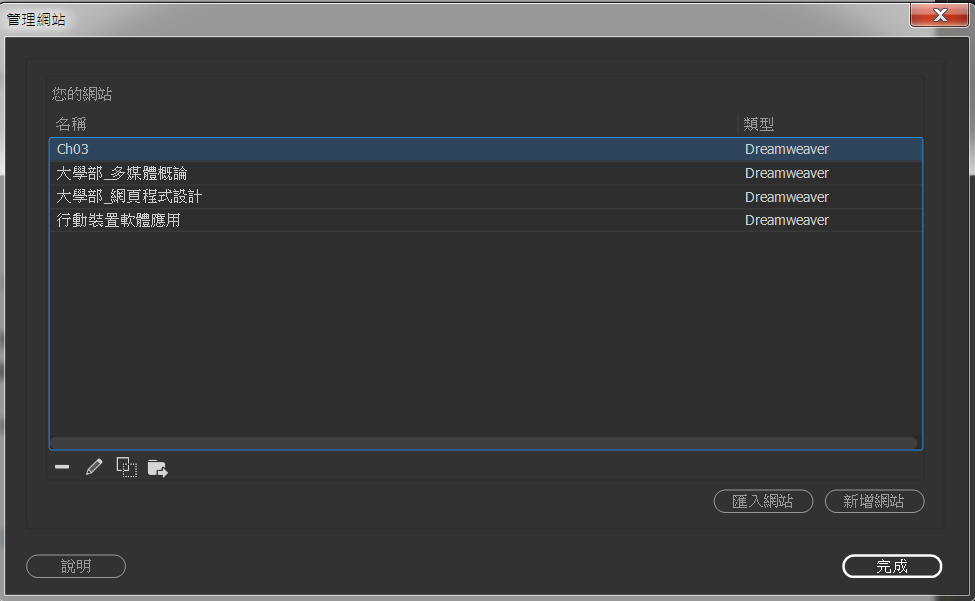 管理網站
您的網站
名稱 類型
Ch03 Dreamweaver
大學部_多媒體概論 Dreamweaver
大學部_網頁程式設計 Dreamweaver
行動裝置軟體應用 Dreamweaver
匯入網站 新增網站
說明 完成